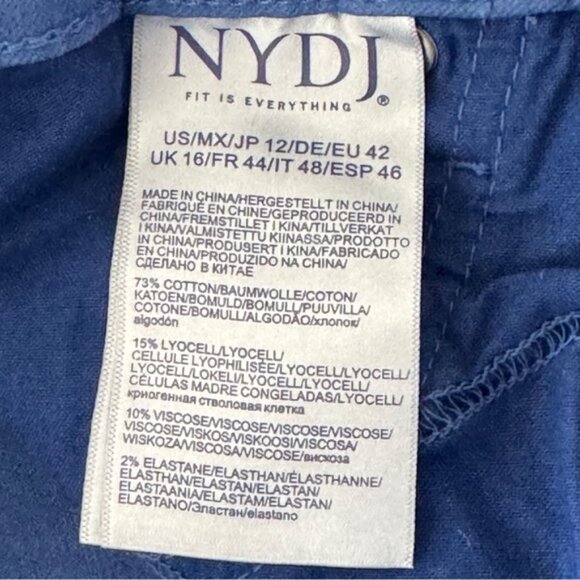 NYDJ®
FIT IS EVERYTHING
US/MX/JP 12/DE/EU 42
UK 16/FR 44/IT 48/ESP 46
MADE IN CHINA/HERGESTELLT IN CHINA/
FABRIQUÉ EN CHINE/GEPRODUCEERD IN
CHINA/FREMSTILLET I KINA/TILLVERKAT
I KINA/VALMISTETTU KIINASSA/PRODOTTO
IN CHINA/PRODUSERT I KINA/FABRICADO
EN CHINA/PRODUZIDO NA CHINA/
СДЕЛАНО В КИТАЕ
73% COTTON/BAUMWOLLE/COTON/
KATOEN/BOMULD/BOMULL/PUUVILLA/
COTONE/BOMULL/ALGODÃO/хлопок/
algodón
15% LYOCELL/LYOCELL/
CELLULE LYOPHILISÉE/LYOCELL/
LYOCELL/LYOCELL/LYOCELL/
LYOCELL/LOKELI/LYOCELL/LYOCELL/
CÉLULAS MADRE CONGELADAS/LYOCELL/
криогенная стволовая клетка
10% VISCOSE/VISCOSE/VISCOSE/VISCOSE/
VISCOSE/VISKOS/VISKOOSI/VISCOSA/
WISKOZA/VISCOSA/VISCOSE/вискоза
2% ELASTANE/ELASTHAN/ÉLASTHANNE/
ELASTHAN/ELASTAN/ELASTAN/
ELASTAANIA/ELASTAM/ELASTAN/
ELASTANO/Эластан/elastano